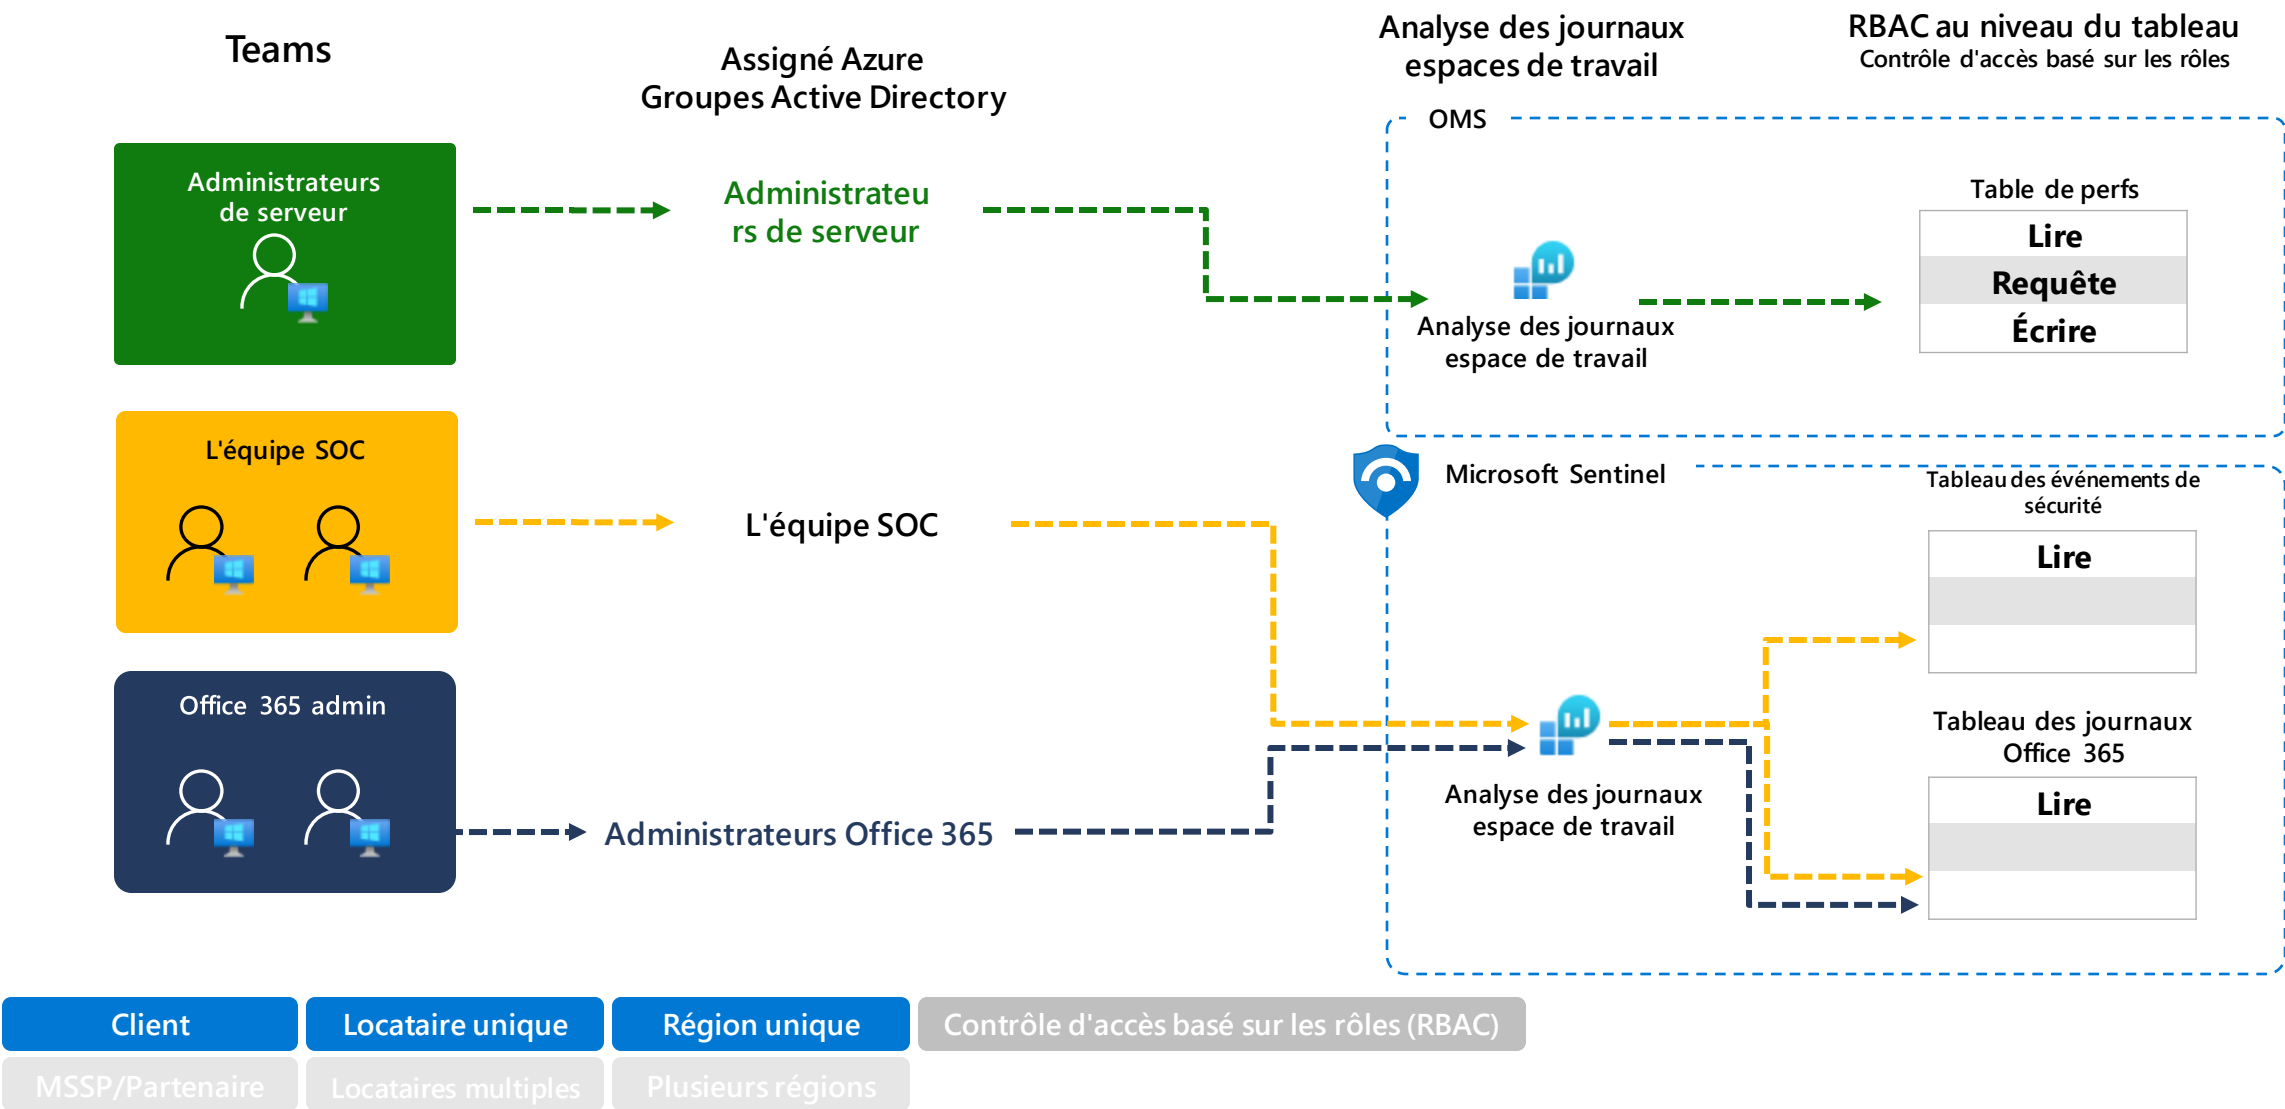 Teams
Assigné Azure
Groupes Active Directory
Analyse des journaux
espaces de travail
RBAC au niveau du tableau
Contrôle d'accès basé sur les rôles
OMS
Administrateurs
de serveur
Administrateu
rs de serveur
Analyse des journaux
espace de travail
Table de perfs
Lire
Requête
Écrire
L'équipe SOC
L'équipe SOC
Microsoft Sentinel
Tableau des événements de
sécurité
Lire
Office 365 admin
Administrateurs Office 365
Analyse des journaux
espace de travail
Tableau des journaux
Office 365
Lire
Client
Locataire unique
Région unique
Contrôle d'accès basé sur les rôles (RBAC)
MSSP/Partenaire
Locataires multiples
Plusieurs régions